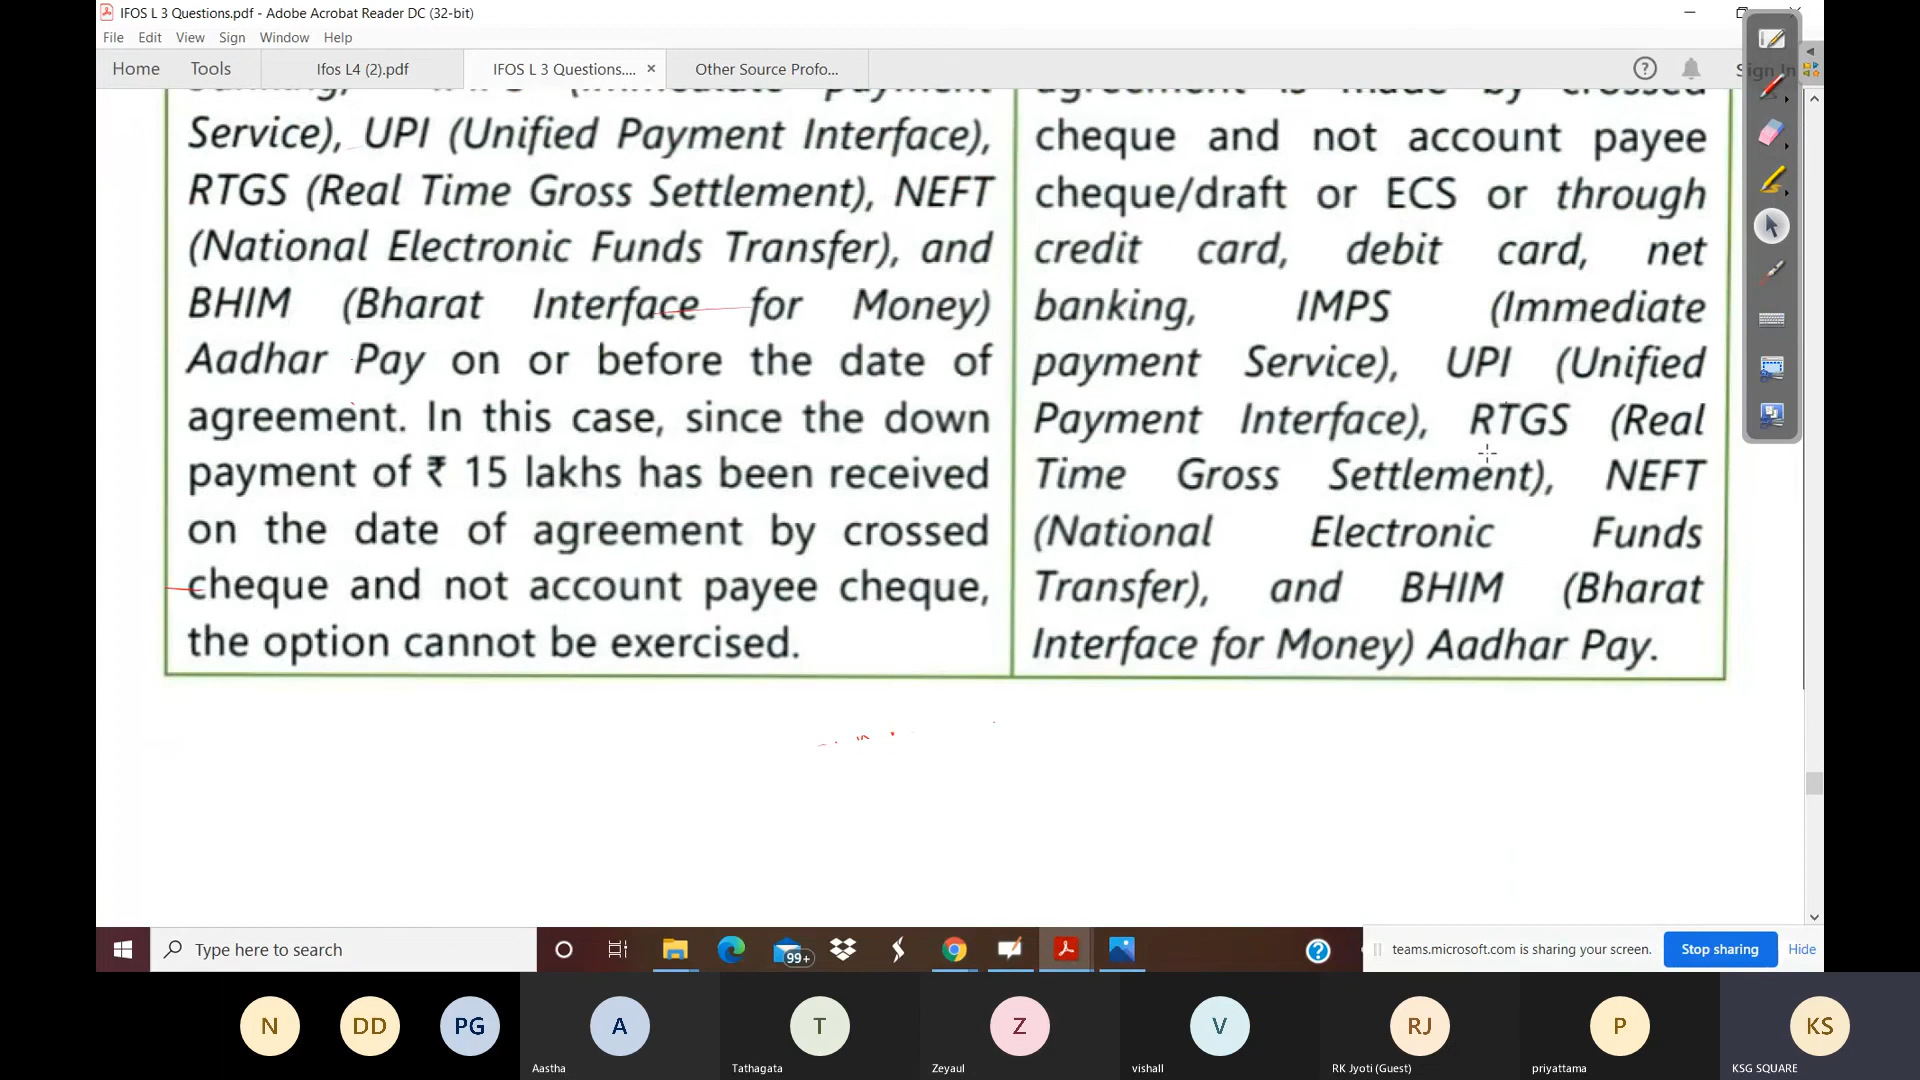 IFOS L 3 Questions.pdf - Adobe Acrobat Reader DC (32-bit)
File Edit View Sign Window Help
Home Tools Ifos L4 (2).pdf IFOS L 3 Questions.... × Other Source Profo... Sign In
Service), UPI (Unified Payment Interface),
RTGS (Real Time Gross Settlement), NEFT
(National Electronic Funds Transfer), and
BHIM (Bharat Interface for Money)
Aadhar Pay on or before the date of
agreement. In this case, since the down
payment of ₹ 15 lakhs has been received
on the date of agreement by crossed
cheque and not account payee cheque,
the option cannot be exercised.
agreement is made by crossed
cheque and not account payee
cheque/draft or ECS or through
credit card, debit card, net
banking, IMPS (Immediate
payment Service), UPI (Unified
Payment Interface), RTGS (Real
Time Gross Settlement), NEFT
(National Electronic Funds
Transfer), and BHIM (Bharat
Interface for Money) Aadhar Pay.
Type here to search
99+
teams.microsoft.com is sharing your screen. Stop sharing Hide
N DD PG A T Z V RJ P KS
Aastha Tathagata Zeyaul vishall RK Jyoti (Guest) priyattama KSG SQUARE